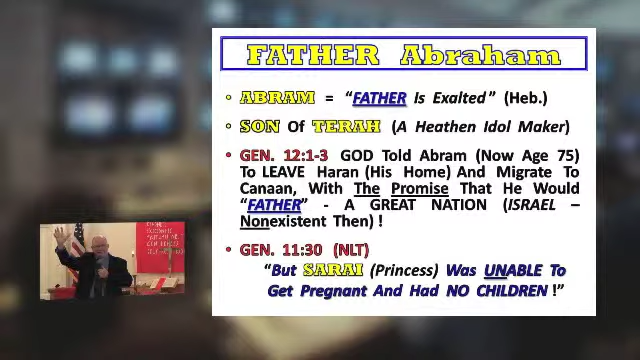 FATHER Abraham
• ABRAM = “FATHER Is Exalted” (Heb.)
• SON Of TERAH (A Heathen Idol Maker)
• GEN. 12:1-3 GOD Told Abram (Now Age 75)
To LEAVE Haran (His Home) And Migrate To
Canaan, With The Promise That He Would
“FATHER” - A GREAT NATION (ISRAEL –
Nonexistent Then) !
• GEN. 11:30 (NLT)
“But SARAI (Princess) Was UNABLE To
Get Pregnant And Had NO CHILDREN !”